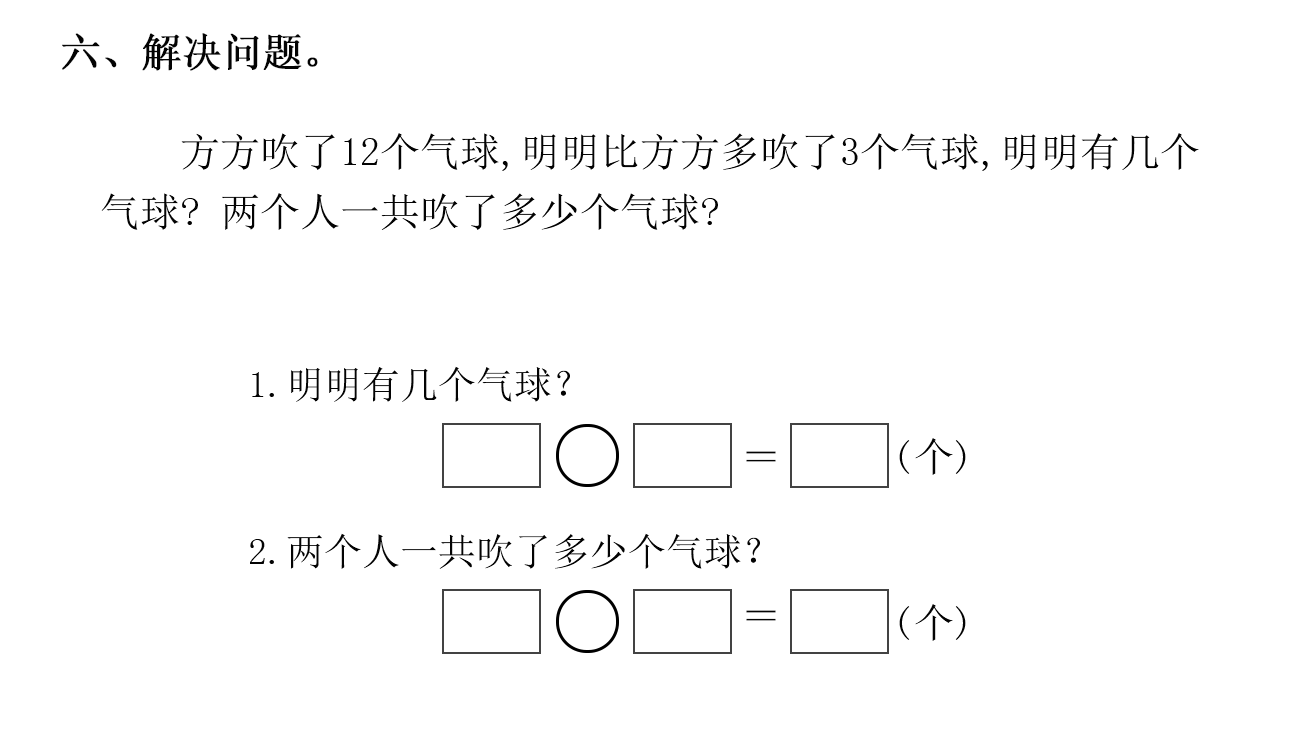 六、解决问题。
方方吹了12个气球,明明比方方多吹了3个气球,明明有几个
气球? 两个人一共吹了多少个气球?
1.明明有几个气球?
=(个)
2.两个人一共吹了多少个气球?
=(个)